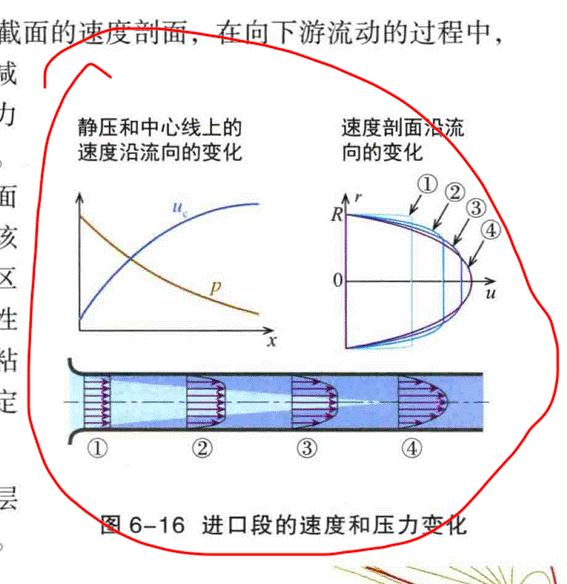 截面的速度剖面，在向下游流动的过程中，
减
力
。
面
该
区
性
粘
定
层
。
静压和中心线上的
速度沿流向的变化
u_c
p
x
速度剖面沿流
向的变化
r
①
②
③
④
R
0
u
① ② ③ ④
图 6-16 进口段的速度和压力变化